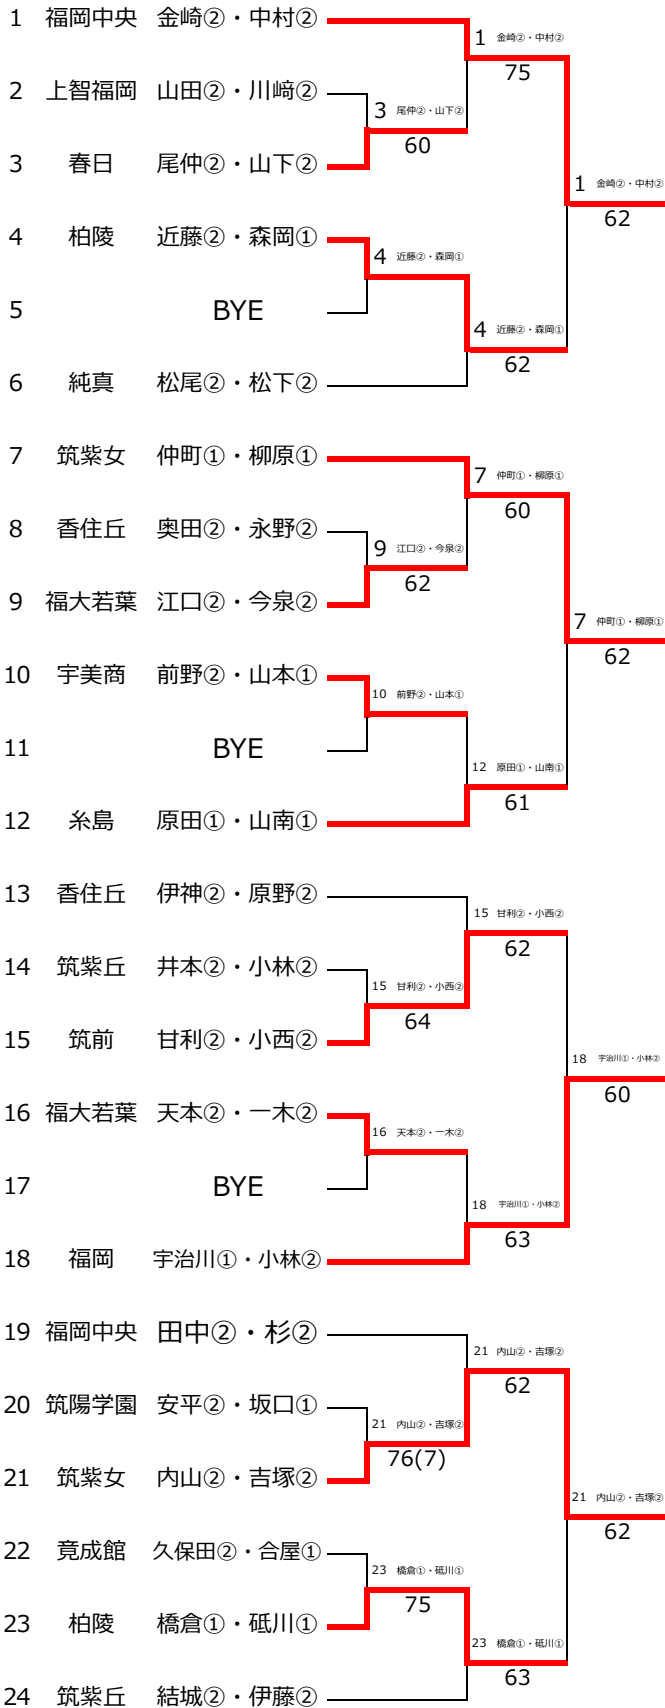 1 福岡中央 金崎②・中村②
1 金崎②・中村②
75
2 上智福岡 山田②・川﨑②
3 尾仲②・山下②
60
3 春日 尾仲②・山下②
1 金崎②・中村②
62
4 柏陵 近藤②・森岡①
4 近藤②・森岡①
5 BYE
4 近藤②・森岡①
62
6 純真 松尾②・松下②
7 筑紫女 仲町①・柳原①
7 仲町①・柳原①
60
8 香住丘 奥田②・永野②
9 江口②・今泉②
62
9 福大若葉 江口②・今泉②
7 仲町①・柳原①
62
10 宇美商 前野②・山本①
10 前野②・山本①
11 BYE
12 原田①・山南①
61
12 糸島 原田①・山南①
13 香住丘 伊神②・原野②
15 甘利②・小西②
62
14 筑紫丘 井本②・小林②
15 甘利②・小西②
64
15 筑前 甘利②・小西②
18 宇治川①・小林②
60
16 福大若葉 天本②・一木②
16 天本②・一木②
17 BYE
18 宇治川①・小林②
63
18 福岡 宇治川①・小林②
19 福岡中央 田中②・杉②
21 内山②・吉塚②
62
20 筑陽学園 安平②・坂口①
21 内山②・吉塚②
76(7)
21 筑紫女 内山②・吉塚②
21 内山②・吉塚②
62
22 竟成館 久保田②・合屋①
23 橋倉①・砥川①
75
23 柏陵 橋倉①・砥川①
23 橋倉①・砥川①
63
24 筑紫丘 結城②・伊藤②